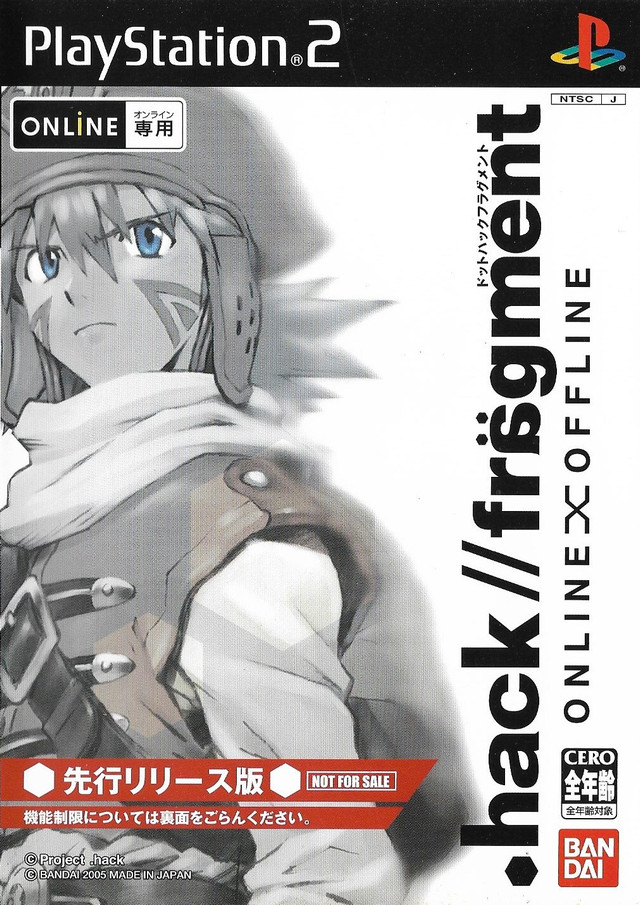 PlayStation®2
NTSC J
ONLiNE
オンライン
専用
.hack//frägment
ドットハックフラグメント
ONLINE X OFFLINE
先行リリース版
NOT FOR SALE
機能制限については裏面をごらんください。
© Project .hack
© BANDAI 2005 MADE IN JAPAN
CERO
全年齢
全年齢対象
BAN
DAI